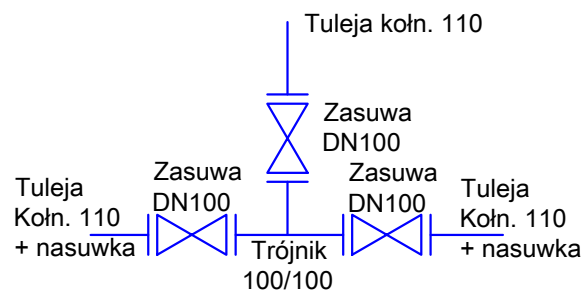 Tuleja kołn. 110
Zasuwa
DN100
Zasuwa
DN100
Zasuwa
DN100
Tuleja
Kołn. 110
+ nasuwka
Tuleja
Kołn. 110
+ nasuwka
Trójnik
100/100